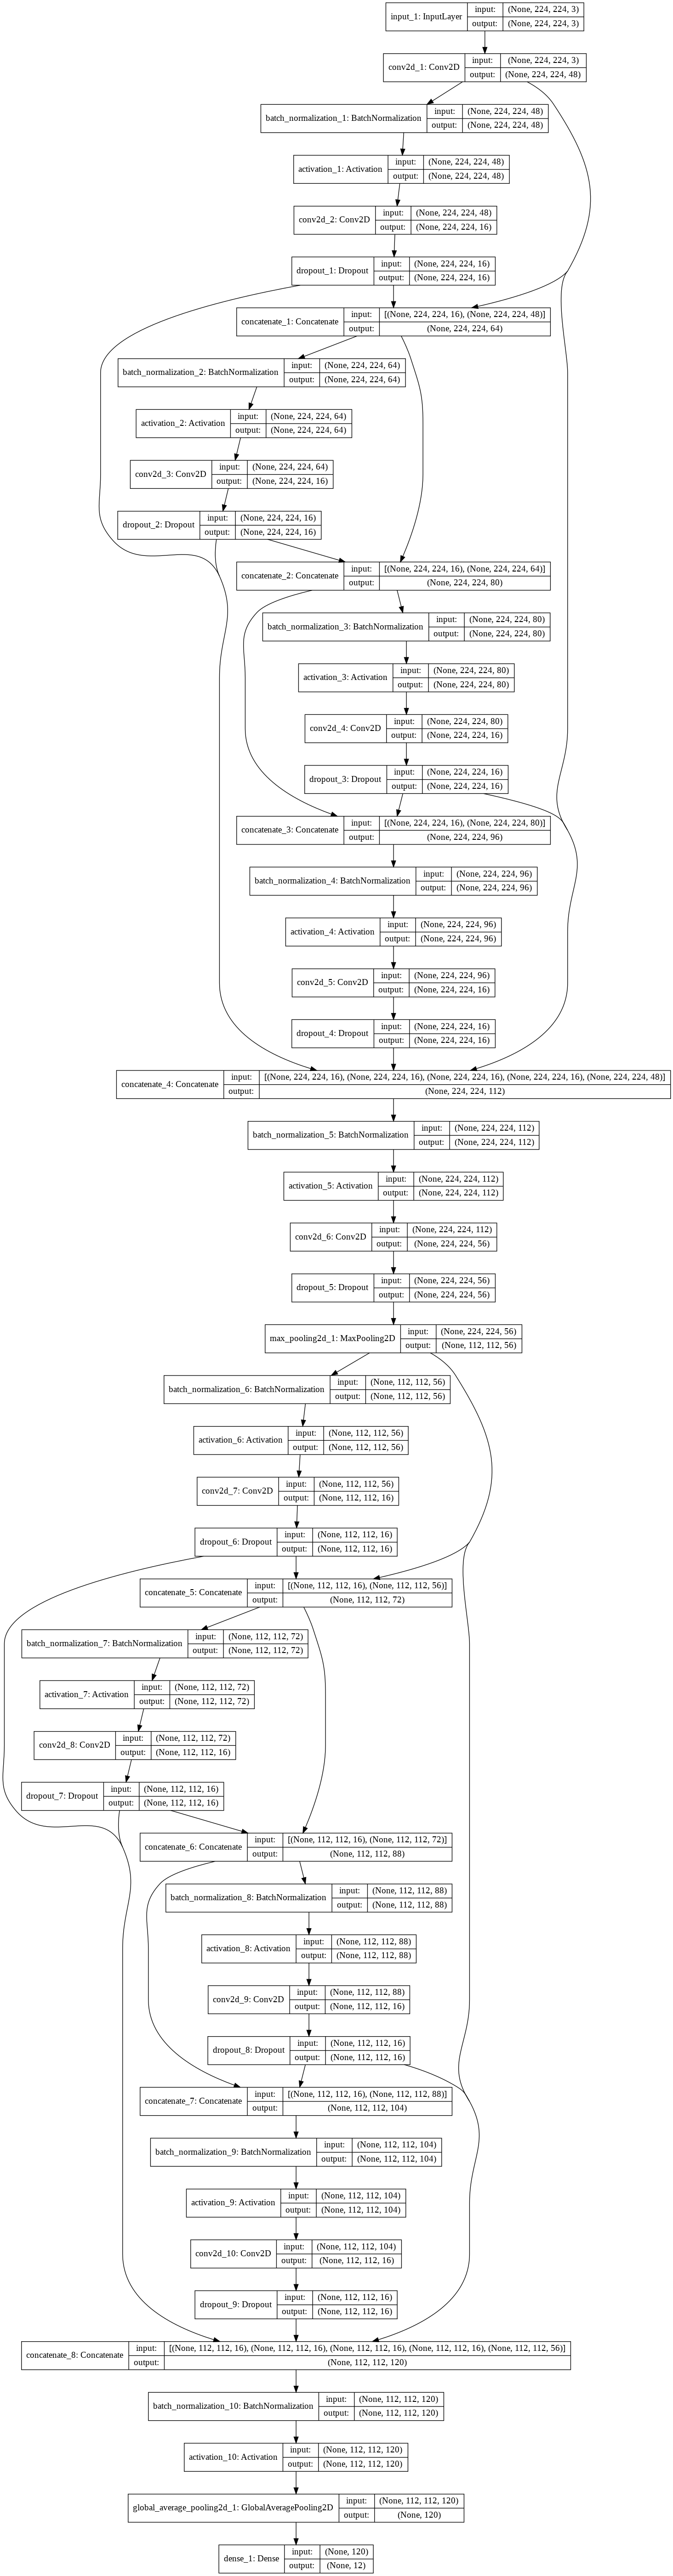 input_1: InputLayer
input: (None, 224, 224, 3)
output: (None, 224, 224, 3)
conv2d_1: Conv2D
input: (None, 224, 224, 3)
output: (None, 224, 224, 48)
batch_normalization_1: BatchNormalization
input: (None, 224, 224, 48)
output: (None, 224, 224, 48)
activation_1: Activation
input: (None, 224, 224, 48)
output: (None, 224, 224, 48)
conv2d_2: Conv2D
input: (None, 224, 224, 48)
output: (None, 224, 224, 16)
dropout_1: Dropout
input: (None, 224, 224, 16)
output: (None, 224, 224, 16)
concatenate_1: Concatenate
input: [(None, 224, 224, 16), (None, 224, 224, 48)]
output: (None, 224, 224, 64)
batch_normalization_2: BatchNormalization
input: (None, 224, 224, 64)
output: (None, 224, 224, 64)
activation_2: Activation
input: (None, 224, 224, 64)
output: (None, 224, 224, 64)
conv2d_3: Conv2D
input: (None, 224, 224, 64)
output: (None, 224, 224, 16)
dropout_2: Dropout
input: (None, 224, 224, 16)
output: (None, 224, 224, 16)
concatenate_2: Concatenate
input: [(None, 224, 224, 16), (None, 224, 224, 64)]
output: (None, 224, 224, 80)
batch_normalization_3: BatchNormalization
input: (None, 224, 224, 80)
output: (None, 224, 224, 80)
activation_3: Activation
input: (None, 224, 224, 80)
output: (None, 224, 224, 80)
conv2d_4: Conv2D
input: (None, 224, 224, 80)
output: (None, 224, 224, 16)
dropout_3: Dropout
input: (None, 224, 224, 16)
output: (None, 224, 224, 16)
concatenate_3: Concatenate
input: [(None, 224, 224, 16), (None, 224, 224, 80)]
output: (None, 224, 224, 96)
batch_normalization_4: BatchNormalization
input: (None, 224, 224, 96)
output: (None, 224, 224, 96)
activation_4: Activation
input: (None, 224, 224, 96)
output: (None, 224, 224, 96)
conv2d_5: Conv2D
input: (None, 224, 224, 96)
output: (None, 224, 224, 16)
dropout_4: Dropout
input: (None, 224, 224, 16)
output: (None, 224, 224, 16)
concatenate_4: Concatenate
input: [(None, 224, 224, 16), (None, 224, 224, 16), (None, 224, 224, 16), (None, 224, 224, 16), (None, 224, 224, 48)]
output: (None, 224, 224, 112)
batch_normalization_5: BatchNormalization
input: (None, 224, 224, 112)
output: (None, 224, 224, 112)
activation_5: Activation
input: (None, 224, 224, 112)
output: (None, 224, 224, 112)
conv2d_6: Conv2D
input: (None, 224, 224, 112)
output: (None, 224, 224, 56)
dropout_5: Dropout
input: (None, 224, 224, 56)
output: (None, 224, 224, 56)
max_pooling2d_1: MaxPooling2D
input: (None, 224, 224, 56)
output: (None, 112, 112, 56)
batch_normalization_6: BatchNormalization
input: (None, 112, 112, 56)
output: (None, 112, 112, 56)
activation_6: Activation
input: (None, 112, 112, 56)
output: (None, 112, 112, 56)
conv2d_7: Conv2D
input: (None, 112, 112, 56)
output: (None, 112, 112, 16)
dropout_6: Dropout
input: (None, 112, 112, 16)
output: (None, 112, 112, 16)
concatenate_5: Concatenate
input: [(None, 112, 112, 16), (None, 112, 112, 56)]
output: (None, 112, 112, 72)
batch_normalization_7: BatchNormalization
input: (None, 112, 112, 72)
output: (None, 112, 112, 72)
activation_7: Activation
input: (None, 112, 112, 72)
output: (None, 112, 112, 72)
conv2d_8: Conv2D
input: (None, 112, 112, 72)
output: (None, 112, 112, 16)
dropout_7: Dropout
input: (None, 112, 112, 16)
output: (None, 112, 112, 16)
concatenate_6: Concatenate
input: [(None, 112, 112, 16), (None, 112, 112, 72)]
output: (None, 112, 112, 88)
batch_normalization_8: BatchNormalization
input: (None, 112, 112, 88)
output: (None, 112, 112, 88)
activation_8: Activation
input: (None, 112, 112, 88)
output: (None, 112, 112, 88)
conv2d_9: Conv2D
input: (None, 112, 112, 88)
output: (None, 112, 112, 16)
dropout_8: Dropout
input: (None, 112, 112, 16)
output: (None, 112, 112, 16)
concatenate_7: Concatenate
input: [(None, 112, 112, 16), (None, 112, 112, 88)]
output: (None, 112, 112, 104)
batch_normalization_9: BatchNormalization
input: (None, 112, 112, 104)
output: (None, 112, 112, 104)
activation_9: Activation
input: (None, 112, 112, 104)
output: (None, 112, 112, 104)
conv2d_10: Conv2D
input: (None, 112, 112, 104)
output: (None, 112, 112, 16)
dropout_9: Dropout
input: (None, 112, 112, 16)
output: (None, 112, 112, 16)
concatenate_8: Concatenate
input: [(None, 112, 112, 16), (None, 112, 112, 16), (None, 112, 112, 16), (None, 112, 112, 16), (None, 112, 112, 56)]
output: (None, 112, 112, 120)
batch_normalization_10: BatchNormalization
input: (None, 112, 112, 120)
output: (None, 112, 112, 120)
activation_10: Activation
input: (None, 112, 112, 120)
output: (None, 112, 112, 120)
global_average_pooling2d_1: GlobalAveragePooling2D
input: (None, 112, 112, 120)
output: (None, 120)
dense_1: Dense
input: (None, 120)
output: (None, 12)